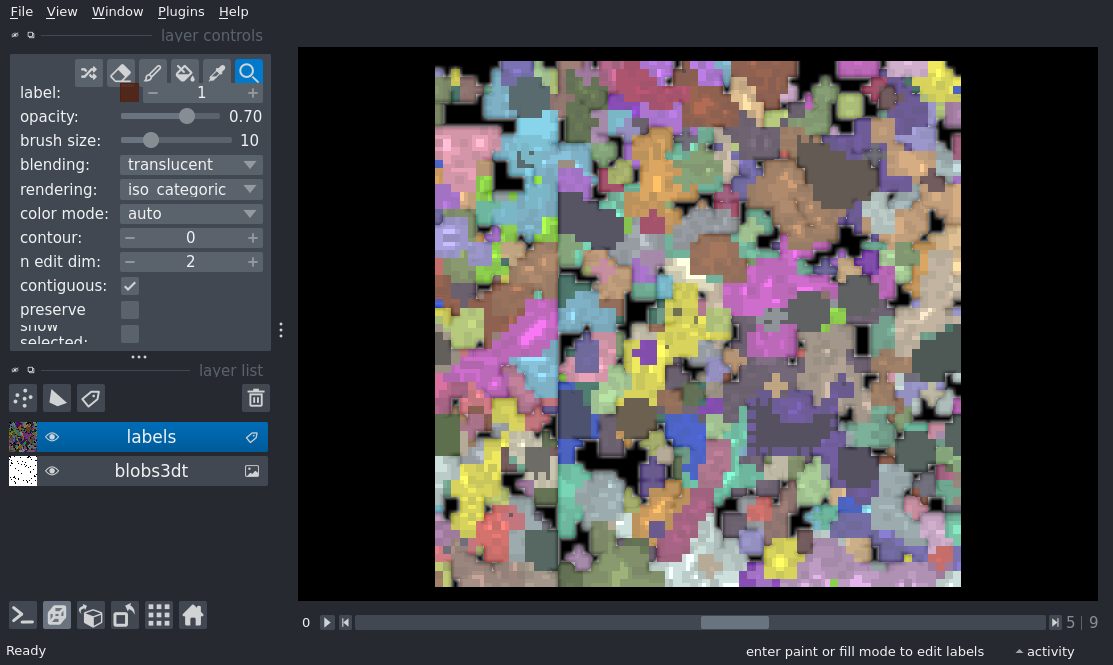 File View Window Plugins Help
layer controls
label: 1
opacity: 0.70
brush size: 10
blending: translucent
rendering: iso_categoric
color mode: auto
contour: 0
n edit dim: 2
contiguous:
preserve
show
selected:
layer list
labels
blobs3dt
0 5 | 9
Ready enter paint or fill mode to edit labels activity